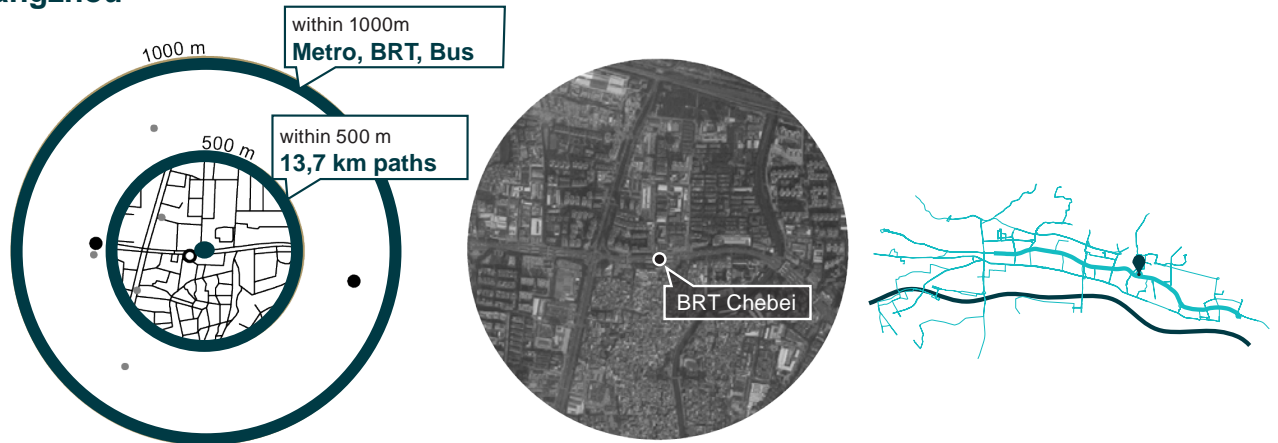 1000 m
within 1000m
Metro, BRT, Bus
500 m
within 500 m
13,7 km paths
BRT Chebei